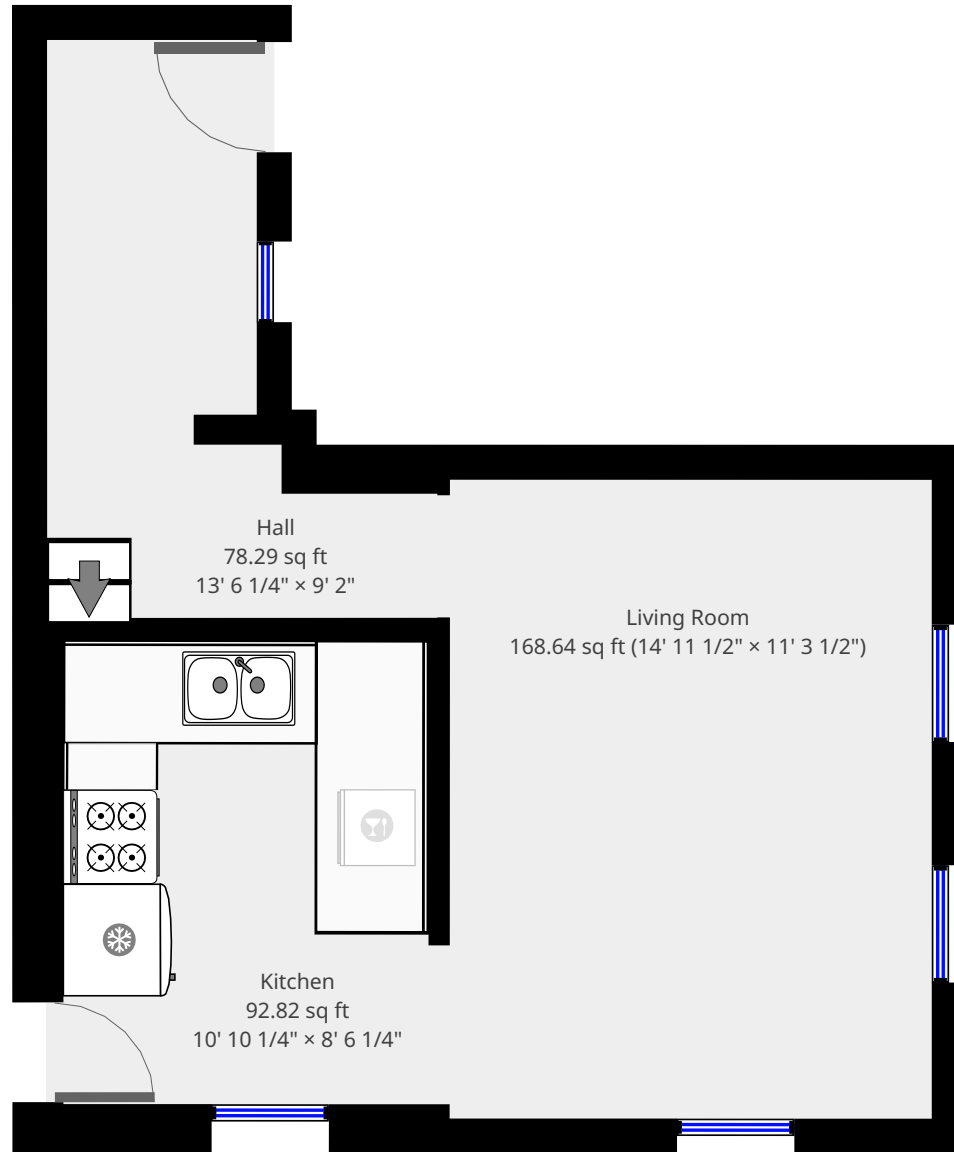 Hall
78.29 sq ft
13' 6 1/4" × 9' 2"
Living Room
168.64 sq ft (14' 11 1/2" × 11' 3 1/2")
Kitchen
92.82 sq ft
10' 10 1/4" × 8' 6 1/4"